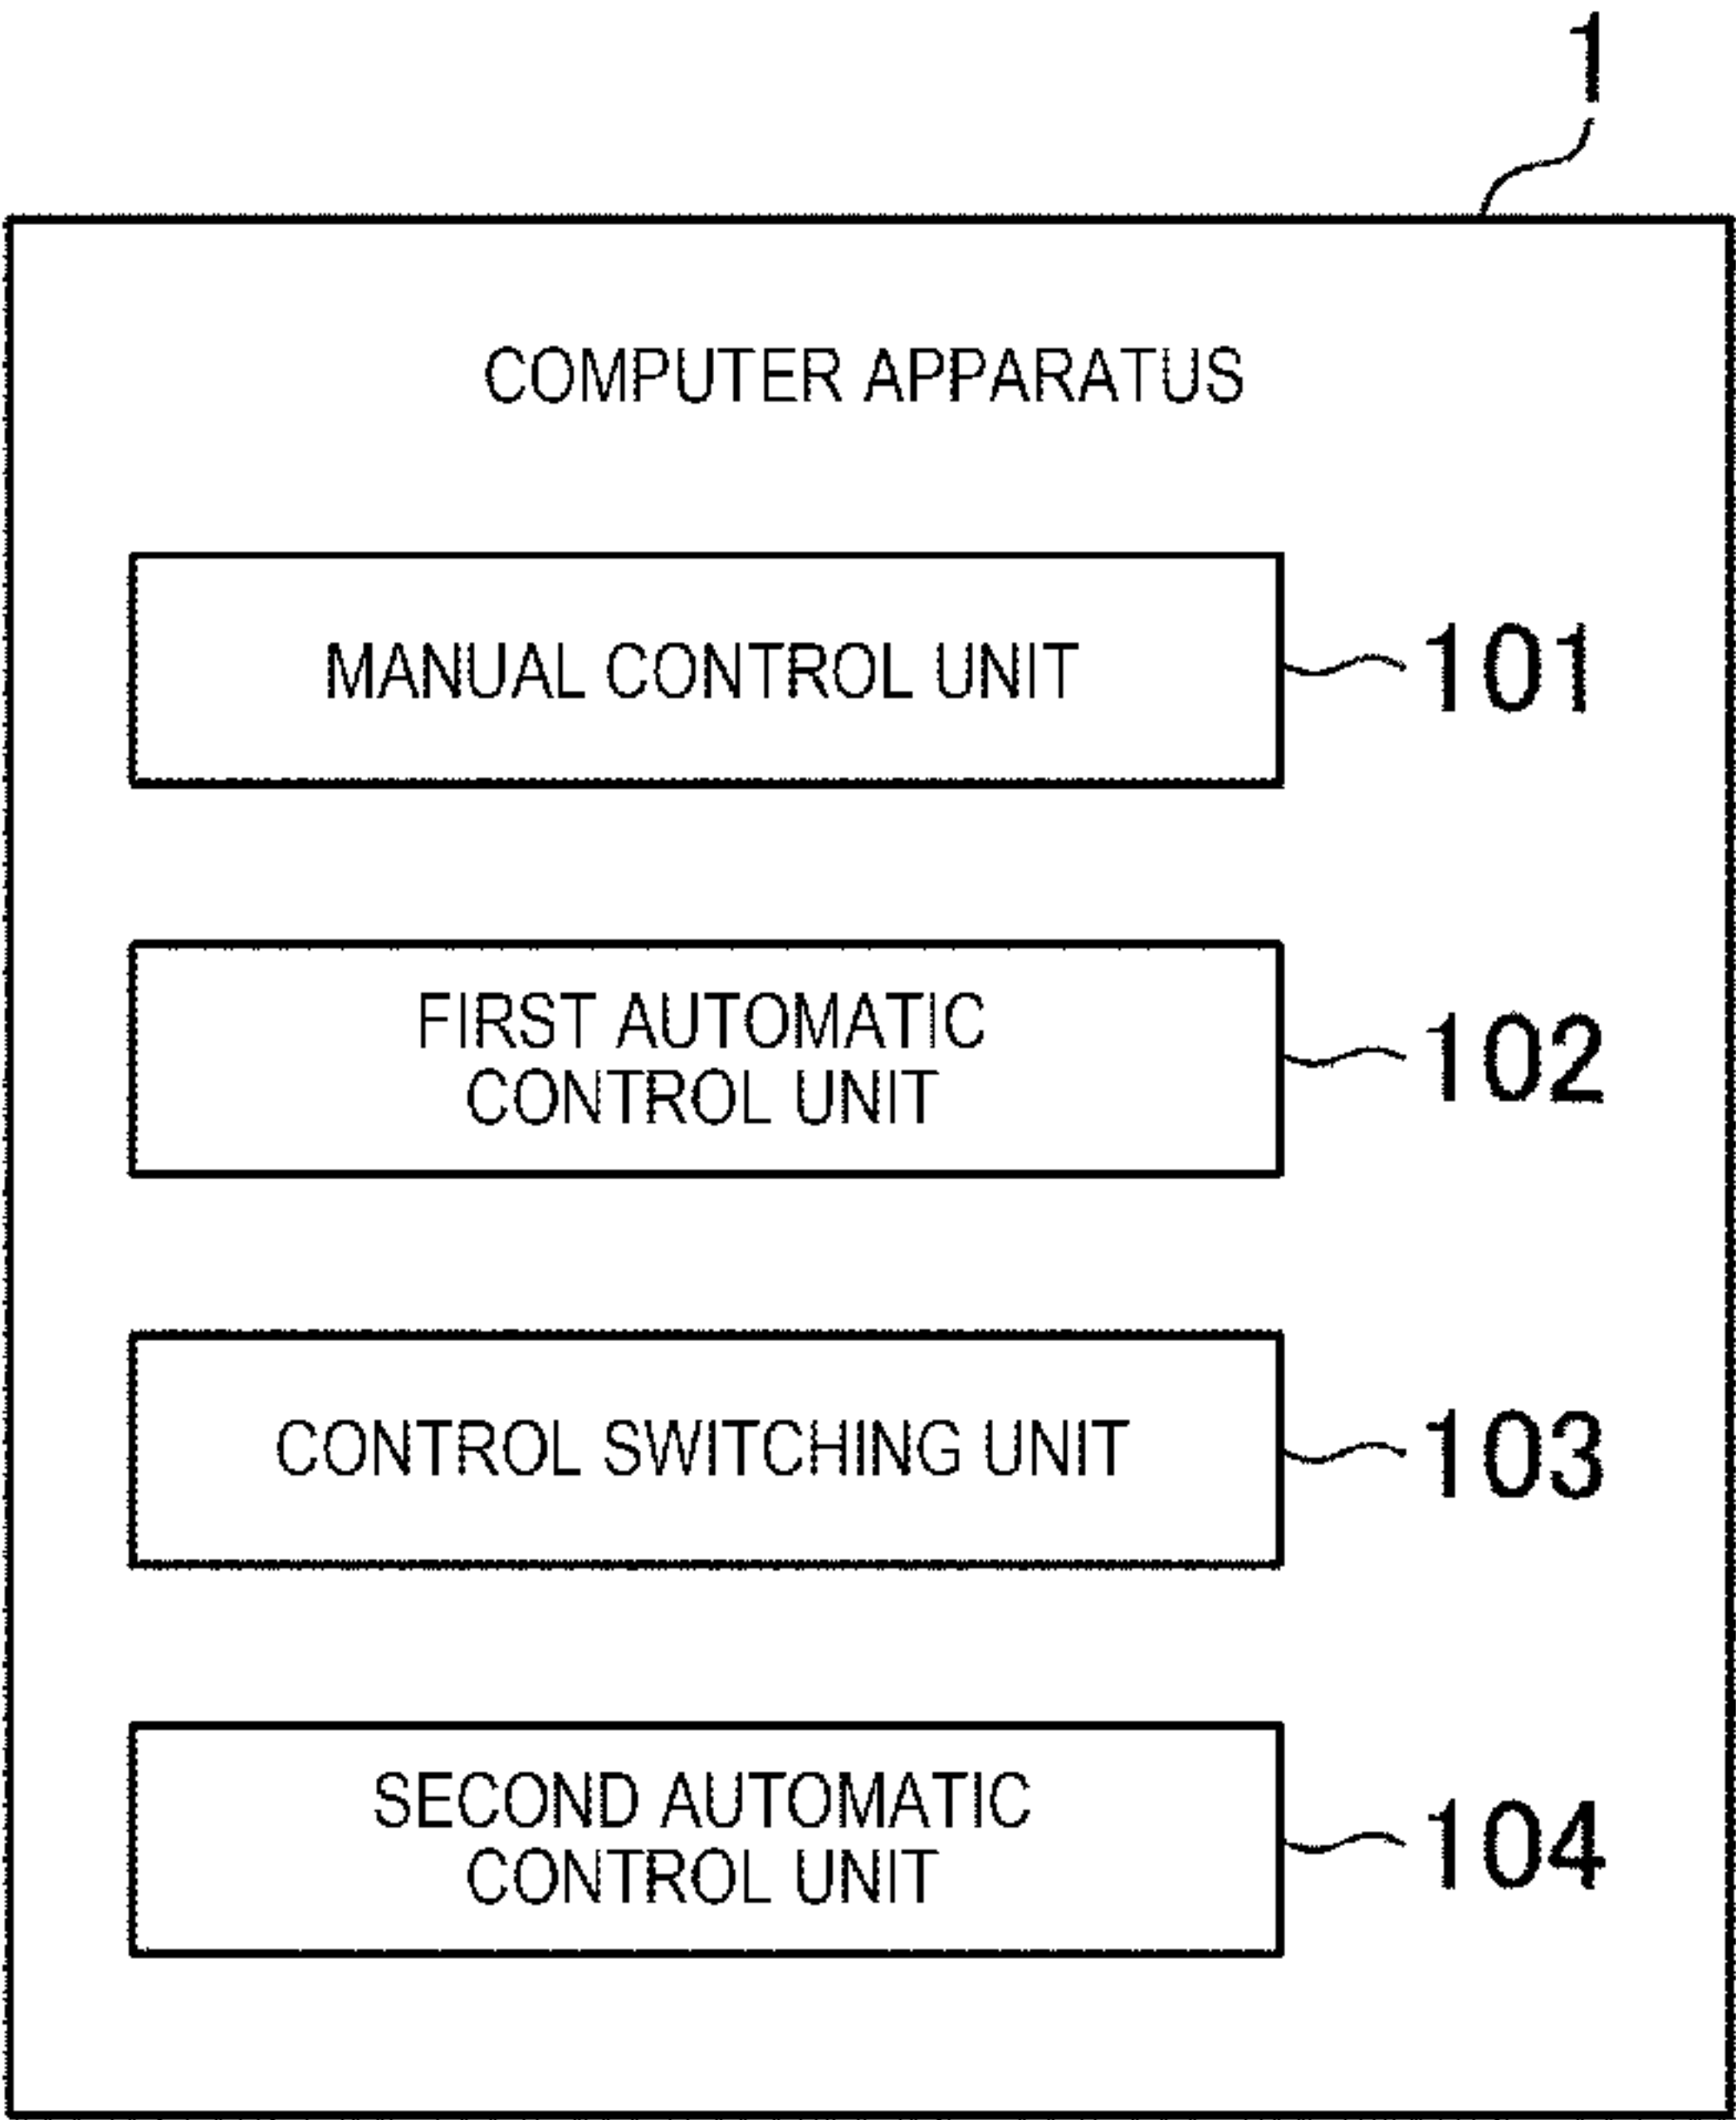 1
COMPUTER APPARATUS
MANUAL CONTROL UNIT
101
FIRST AUTOMATIC
CONTROL UNIT
102
CONTROL SWITCHING UNIT
103
SECOND AUTOMATIC
CONTROL UNIT
104